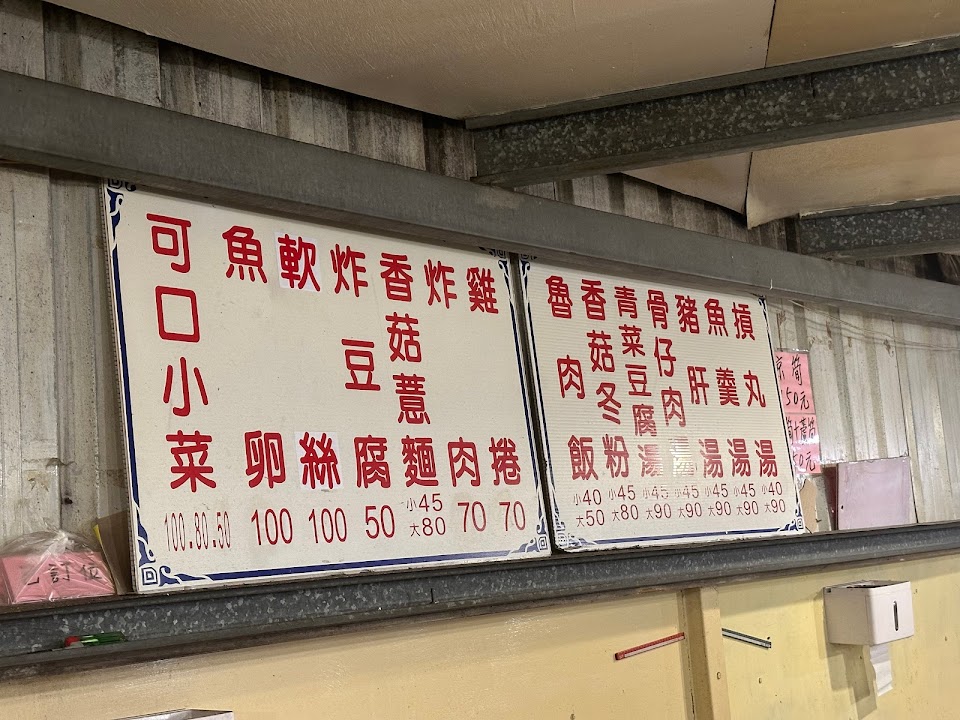 可口小菜 100.80.50
魚卵 100
軟絲 100
炸豆腐 50
香菇薏麵 小45 大80
炸肉 70
雞捲 70
魯肉飯 小40 大50
香菇冬粉 小45 大80
青菜豆腐湯 小45 大90
骨仔肉湯 小45 大90
豬肝湯 小45 大90
魚羹湯 小45 大90
摃丸湯 小40 大90
50元
訂位